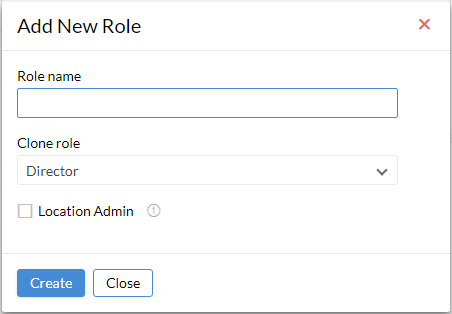 Add New Role
Role name
Clone role
Director
Location Admin
Create Close